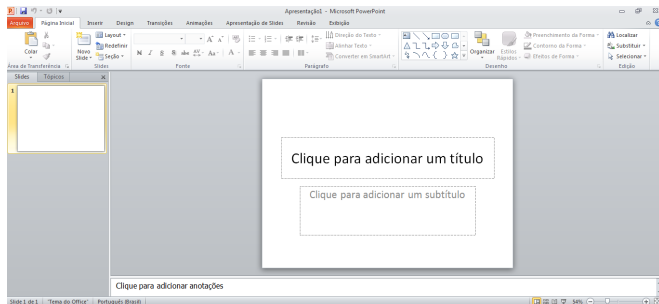 Apresentação1 - Microsoft PowerPoint
Arquivo Página Inicial Inserir Design Transições Animações Apresentação de Slides Revisão Exibição
Colar
Novo Slide
Layout
Redefinir
Seção
N I S
Direção do Texto
Alinhar Texto
Converter em SmartArt
Organizar
Estilos Rápidos
Preenchimento da Forma
Contorno da Forma
Efeitos de Forma
Localizar
Substituir
Selecionar
Área de Transferência Slides Fonte Parágrafo Desenho Edição
Slides Tópicos
1
Clique para adicionar um título
Clique para adicionar um subtítulo
Clique para adicionar anotações
Slide 1 de 1 "Tema do Office" Português (Brasil) 54%